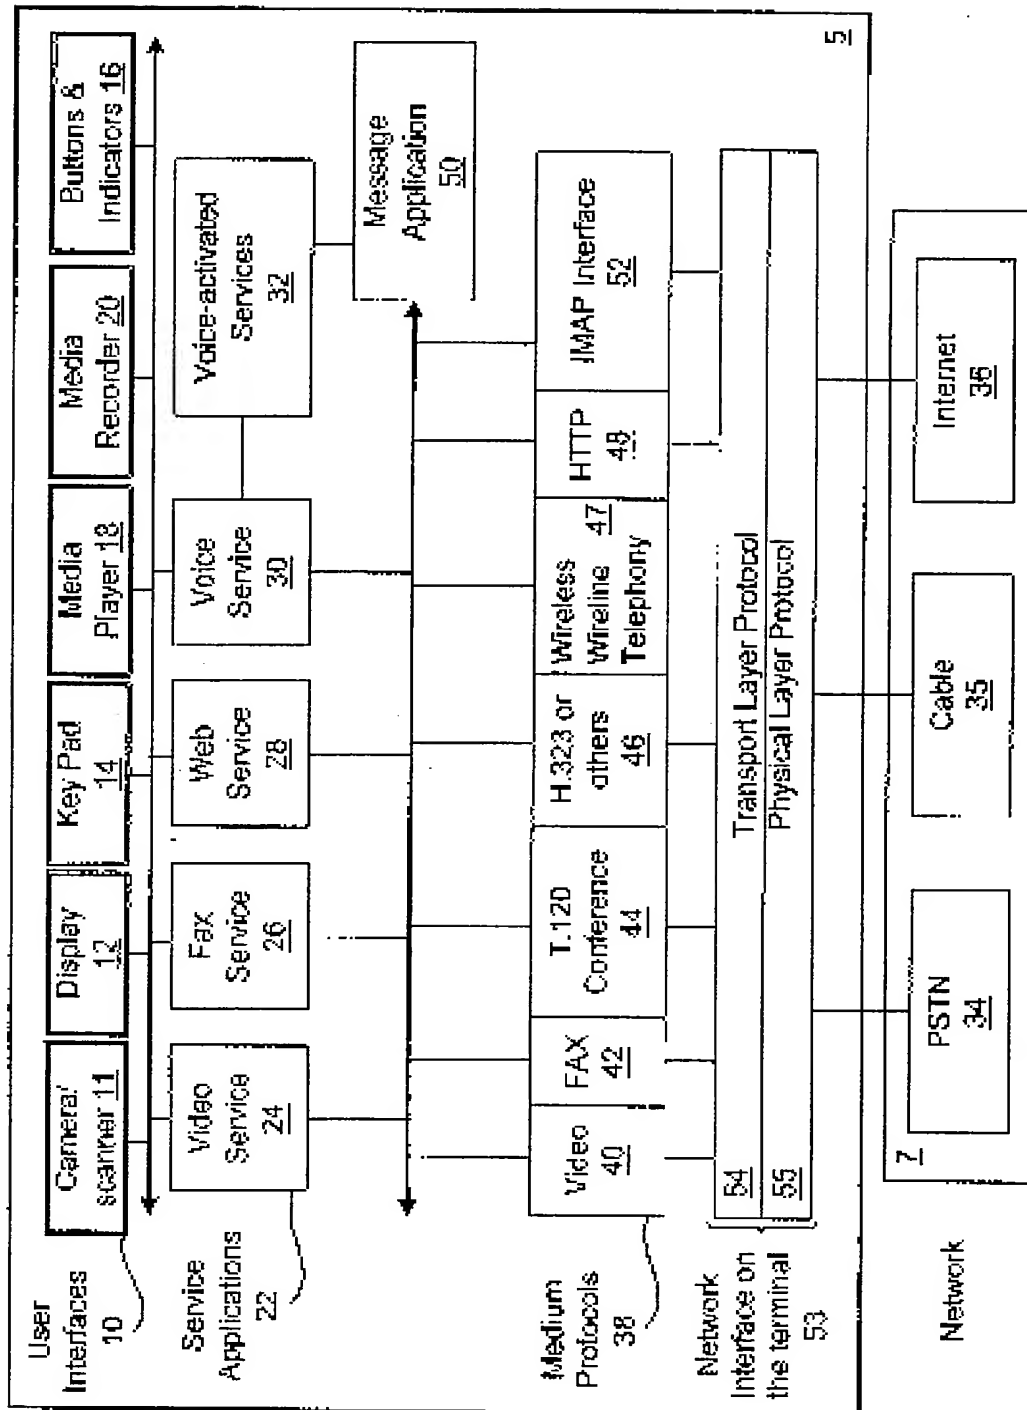 User
Interfaces
10
Camera/
scanner 11
Display
12
Key Pad
14
Media
Player 18
Media
Recorder 20
Buttons &
Indicators 16
Service
Applications
22
Video
Service
24
Fax
Service
26
Web
Service
28
Voice
Service
30
Voice-activated
Services
32
Message
Application
50
Medium
Protocols
38
Video
40
FAX
42
T.120
Conference
44
H.323 or
others
46
Wireless
Wireline 47
Telephony
HTTP
48
IMAP Interface
52
Network
Interface on
the terminal
53
54 Transport Layer Protocol
55 Physical Layer Protocol
5
Network
7
PSTN
34
Cable
35
Internet
36